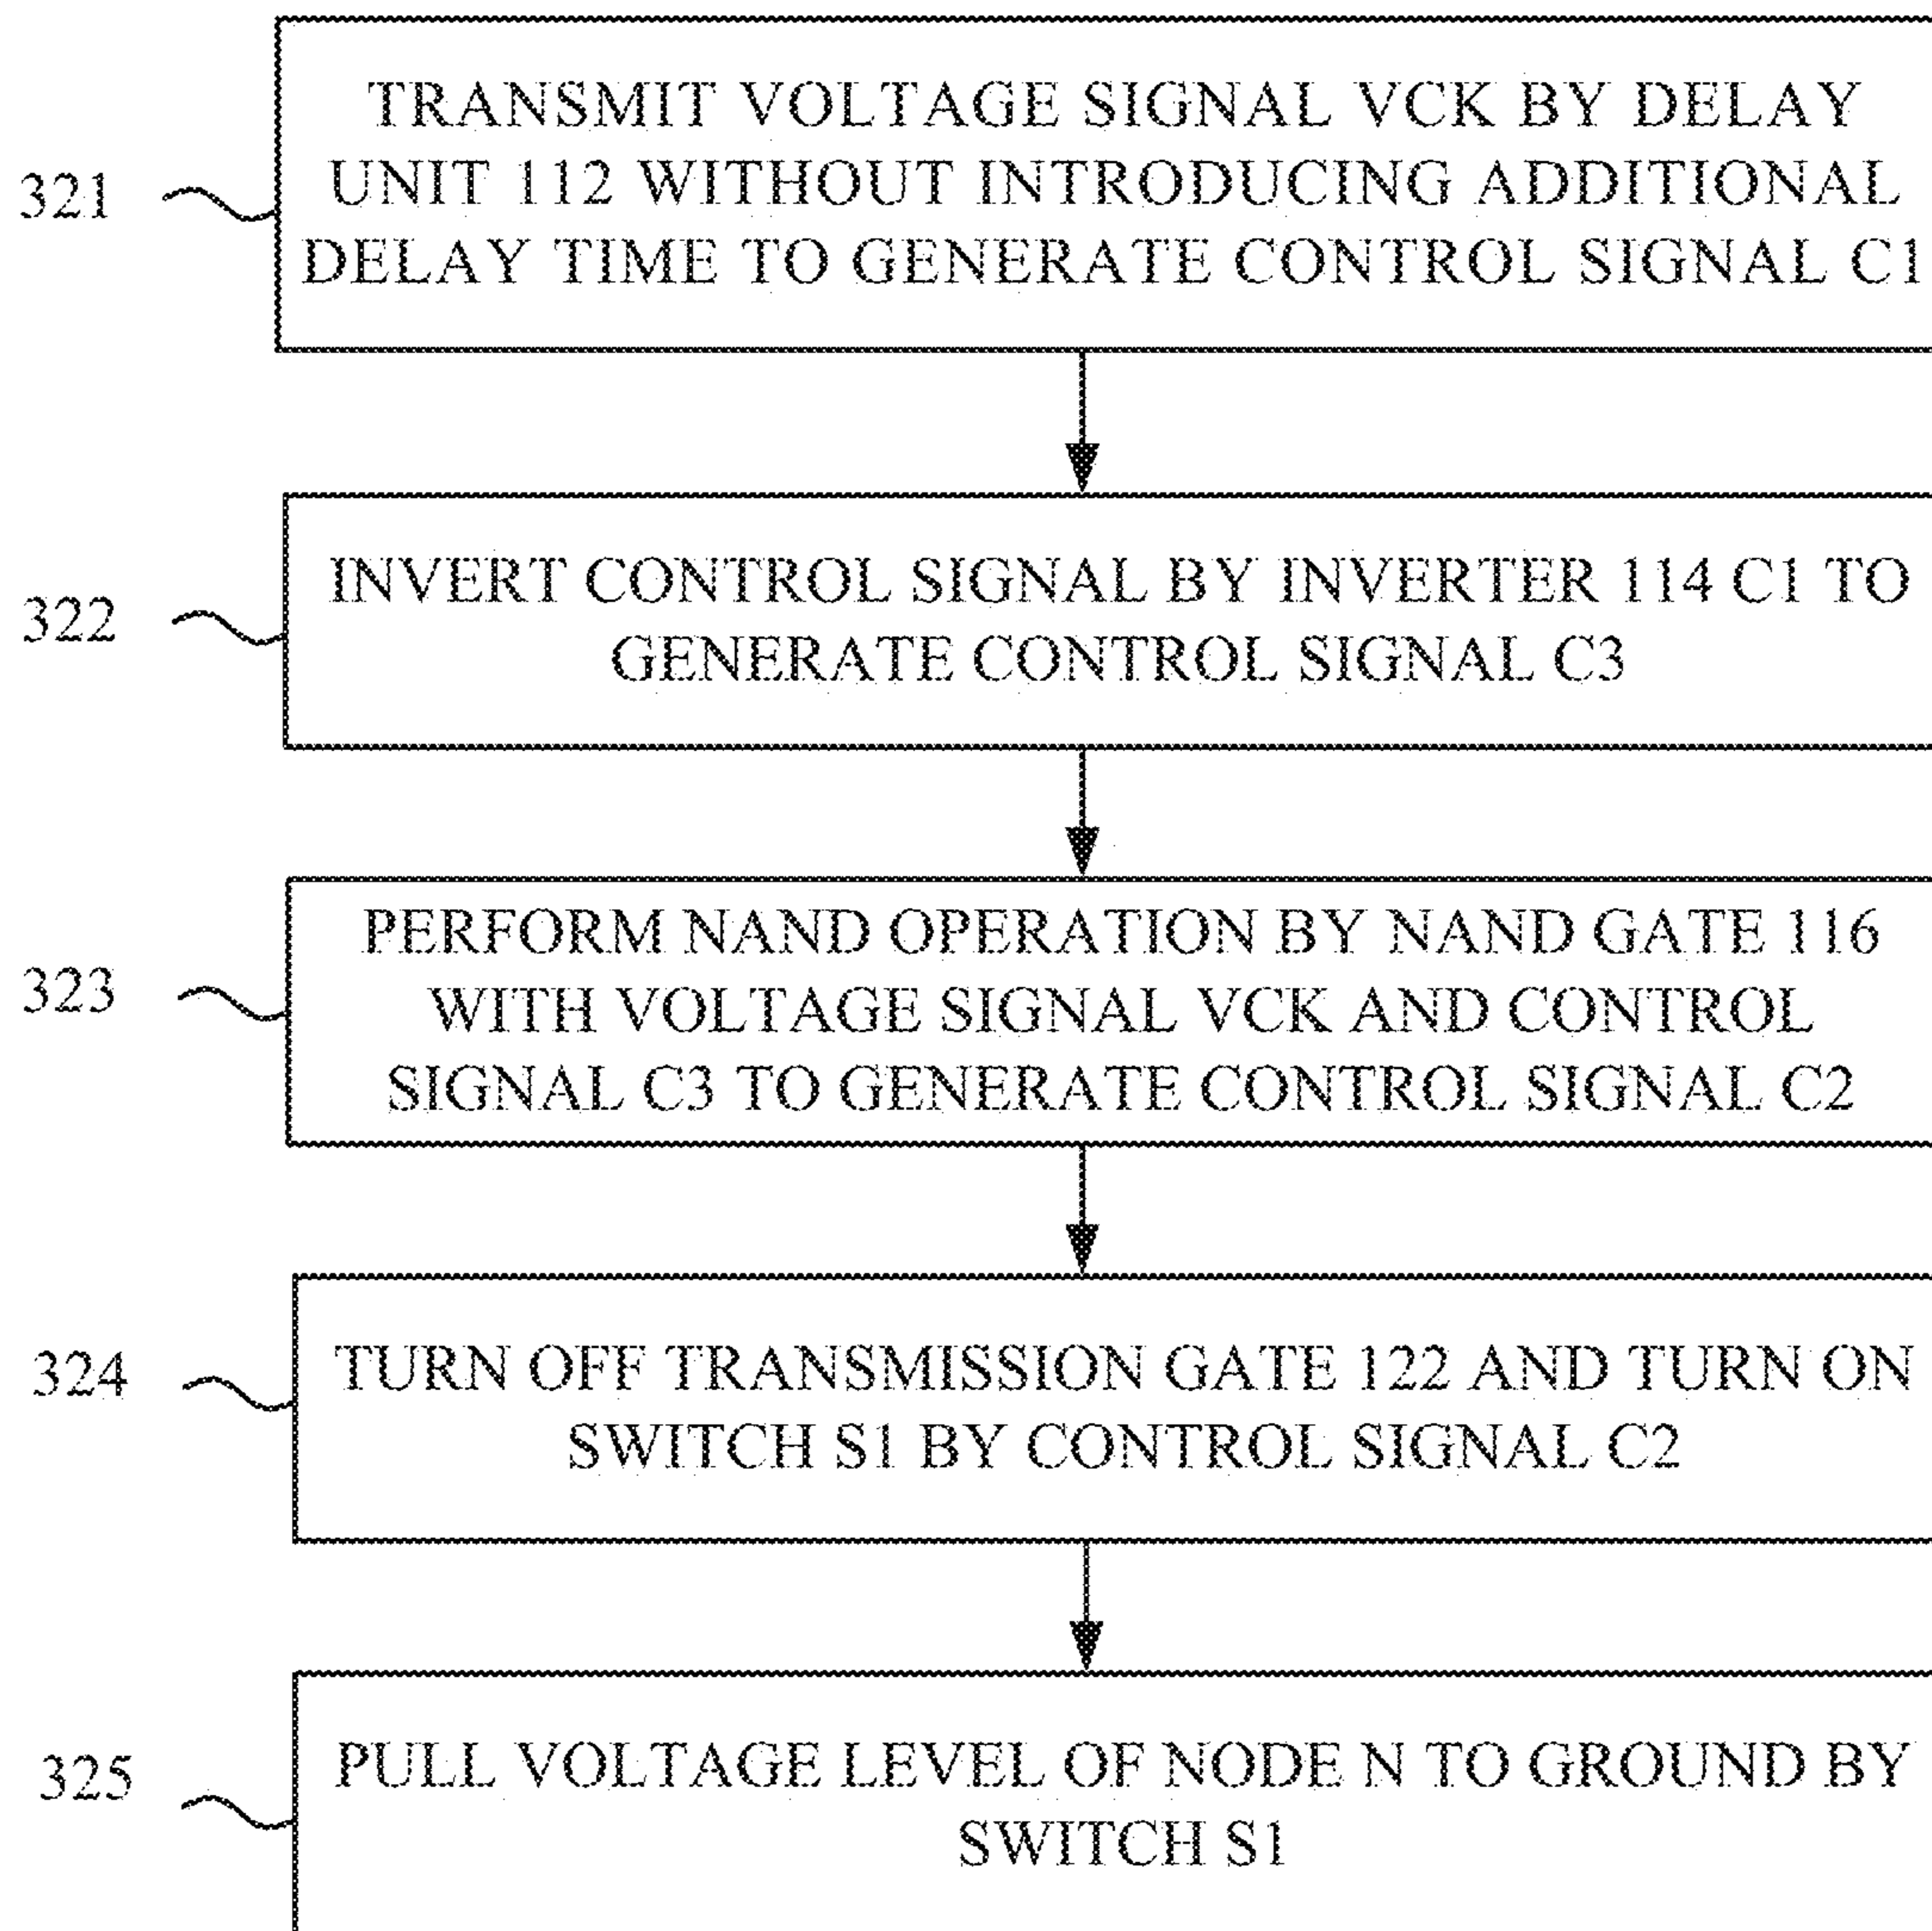 321
TRANSMIT VOLTAGE SIGNAL VCK BY DELAY
UNIT 112 WITHOUT INTRODUCING ADDITIONAL
DELAY TIME TO GENERATE CONTROL SIGNAL C1
322
INVERT CONTROL SIGNAL BY INVERTER 114 C1 TO
GENERATE CONTROL SIGNAL C3
323
PERFORM NAND OPERATION BY NAND GATE 116
WITH VOLTAGE SIGNAL VCK AND CONTROL
SIGNAL C3 TO GENERATE CONTROL SIGNAL C2
324
TURN OFF TRANSMISSION GATE 122 AND TURN ON
SWITCH S1 BY CONTROL SIGNAL C2
325
PULL VOLTAGE LEVEL OF NODE N TO GROUND BY
SWITCH S1